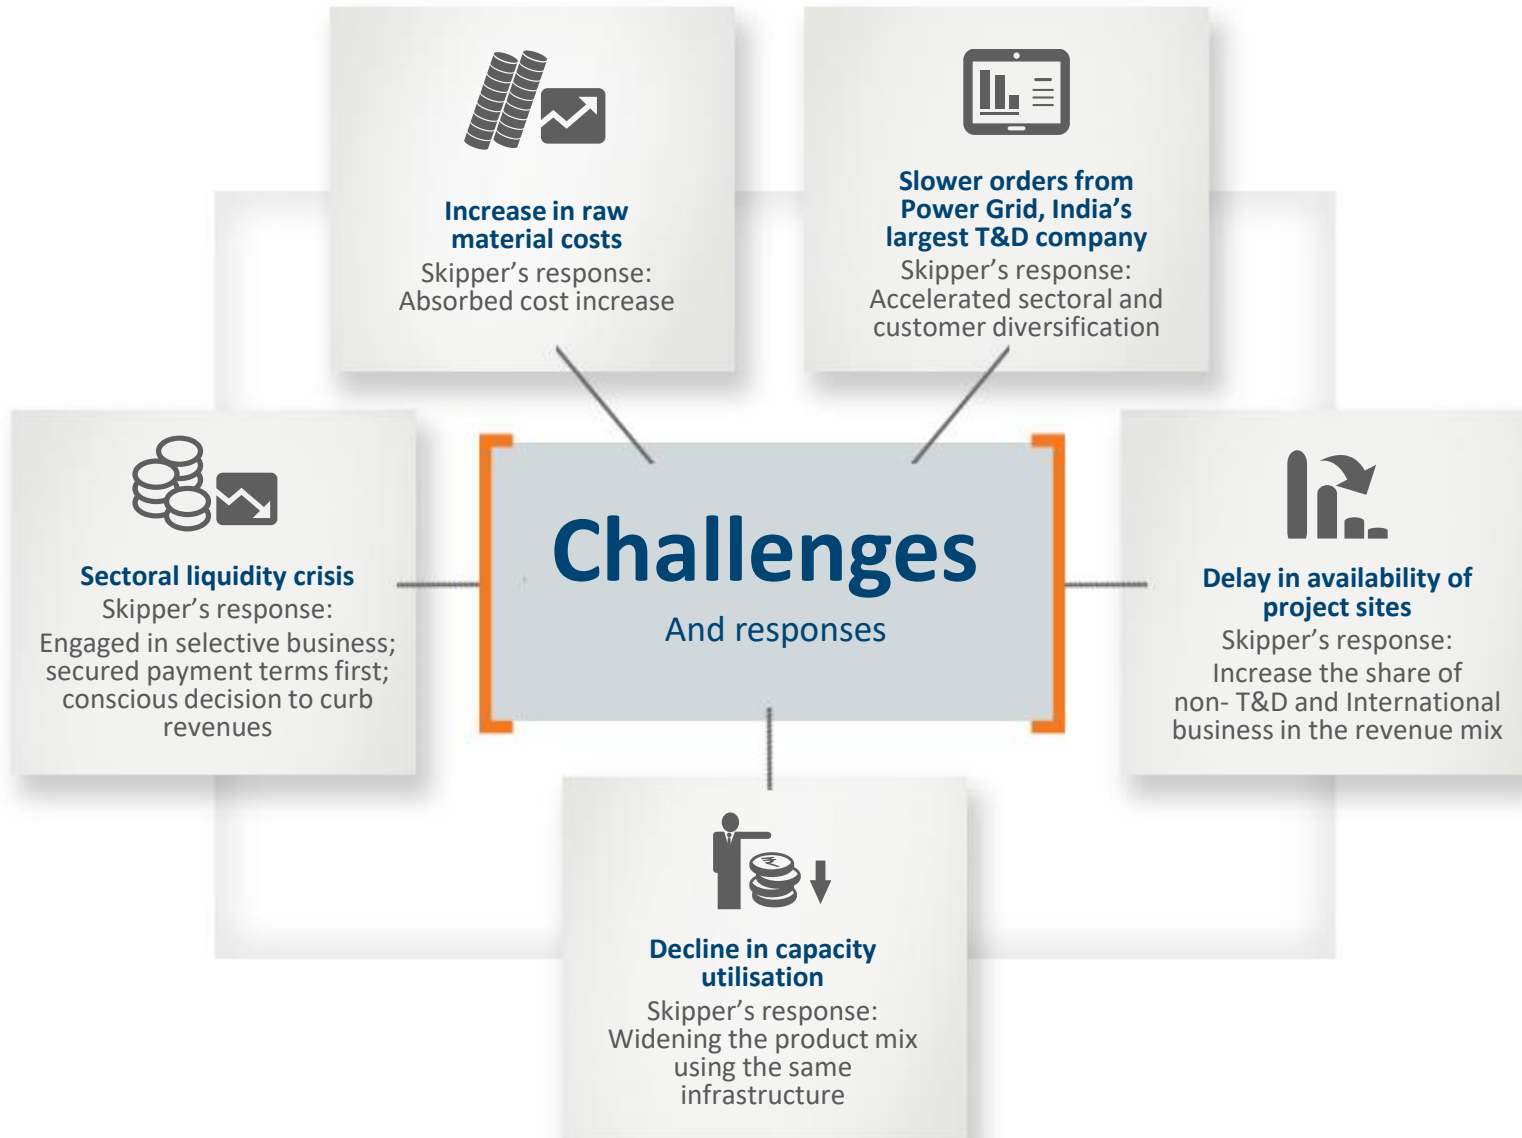 Increase in raw
material costs
Skipper’s response:
Absorbed cost increase
Slower orders from
Power Grid, India’s
largest T&D company
Skipper’s response:
Accelerated sectoral and
customer diversification
Sectoral liquidity crisis
Skipper’s response:
Engaged in selective business;
secured payment terms first;
conscious decision to curb
revenues
Challenges
And responses
Delay in availability of
project sites
Skipper’s response:
Increase the share of
non- T&D and International
business in the revenue mix
₹
Decline in capacity
utilisation
Skipper’s response:
Widening the product mix
using the same
infrastructure